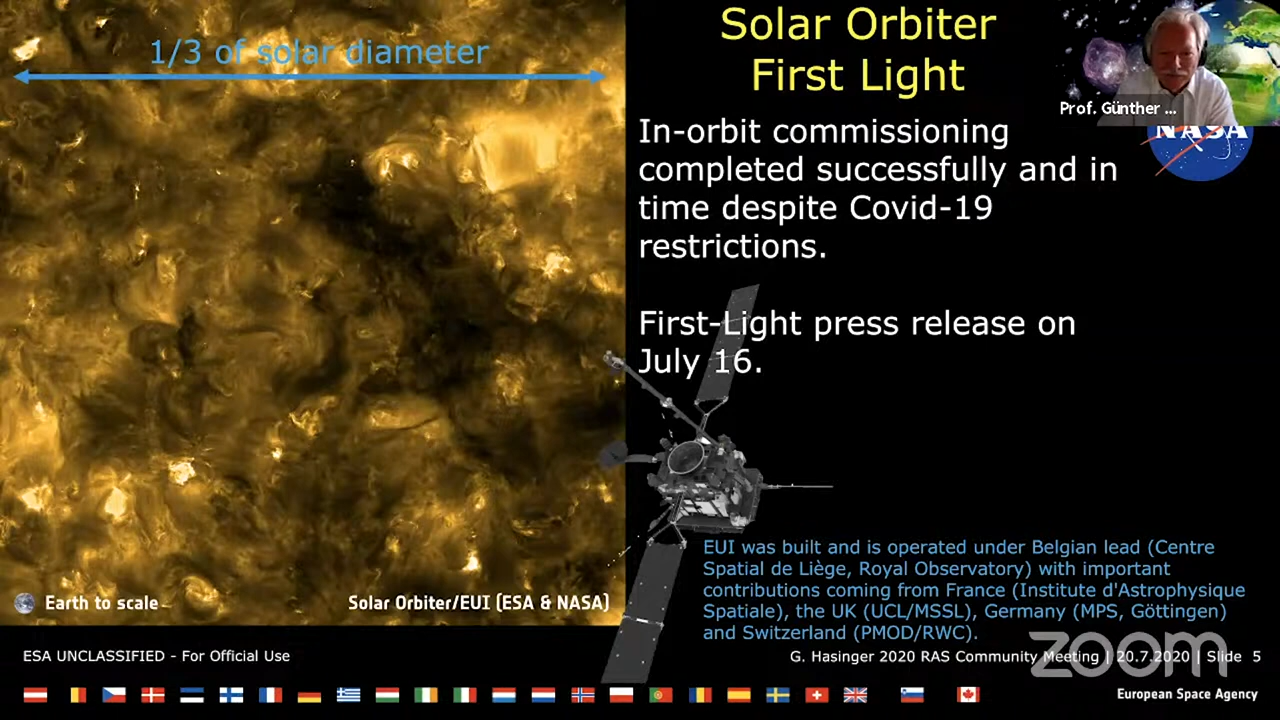 1/3 of solar diameter
Earth to scale
Solar Orbiter/EUI (ESA & NASA)
Solar Orbiter
First Light
Prof. Günther ...
NASA
In-orbit commissioning
completed successfully and in
time despite Covid-19
restrictions.
First-Light press release on
July 16.
EUI was built and is operated under Belgian lead (Centre
Spatial de Liège, Royal Observatory) with important
contributions coming from France (Institute d'Astrophysique
Spatiale), the UK (UCL/MSSL), Germany (MPS, Göttingen)
and Switzerland (PMOD/RWC).
zoom
ESA UNCLASSIFIED - For Official Use
G. Hasinger 2020 RAS Community Meeting | 20.7.2020 | Slide 5
European Space Agency